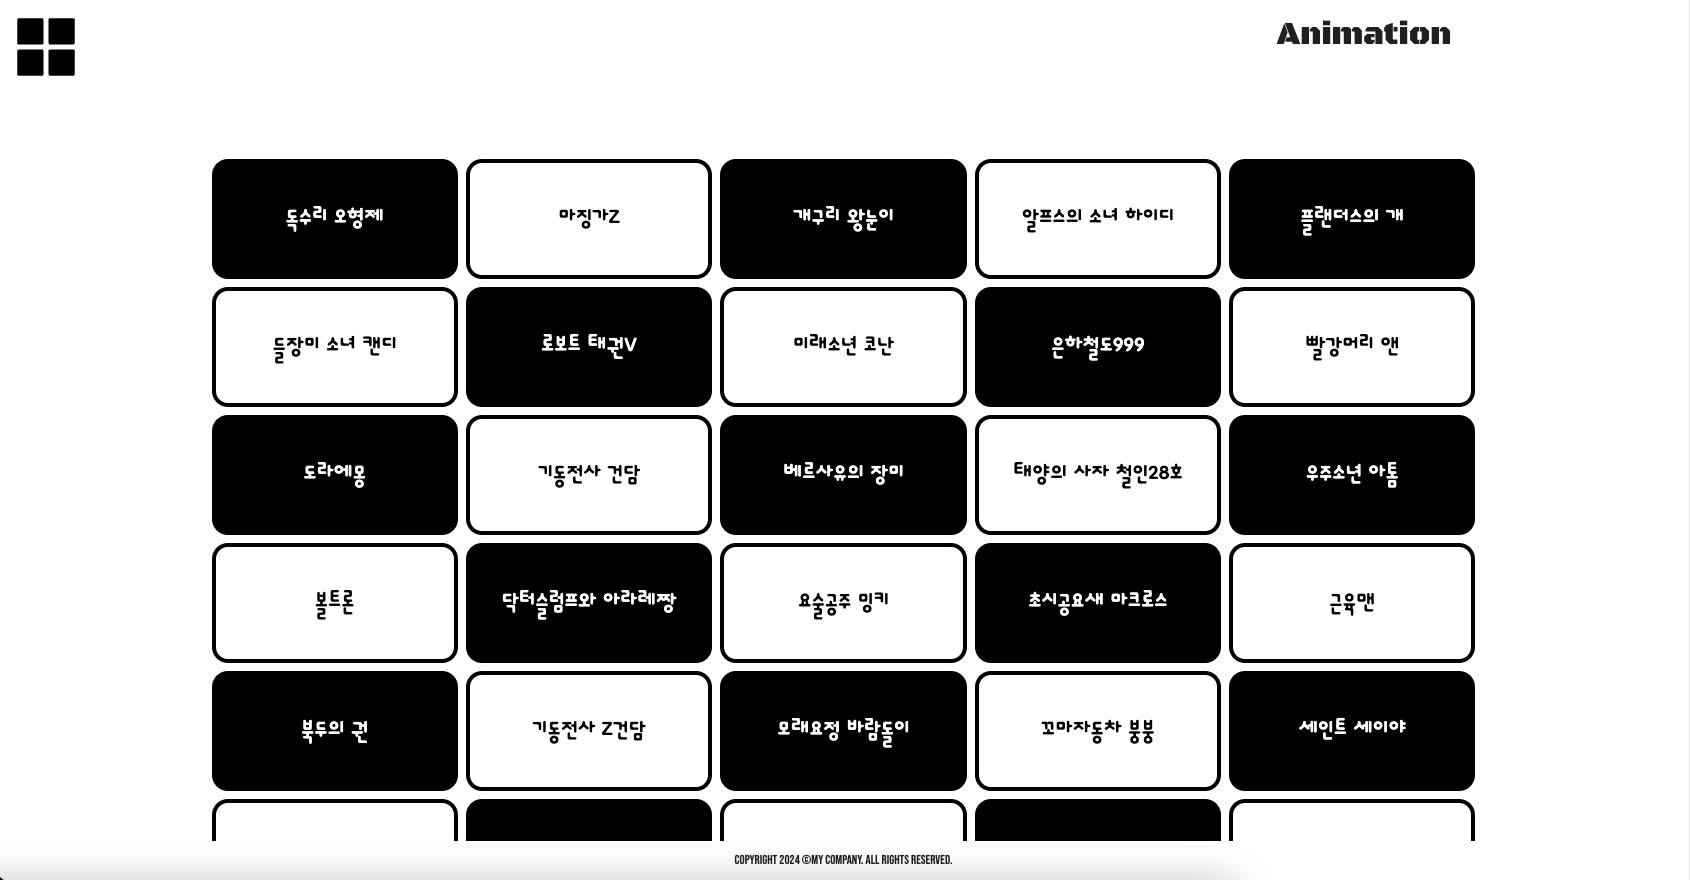 Animation
독수리 오형제
마징가Z
개구리 왕눈이
알프스의 소녀 하이디
플랜더스의 개
들장미 소녀 캔디
로보트 태권V
미래소년 코난
은하철도999
빨강머리 앤
도라에몽
기동전사 건담
베르사유의 장미
태양의 사자 철인28호
우주소년 아톰
볼트론
닥터슬럼프와 아라레짱
요술공주 밍키
초시공요새 마크로스
근육맨
북두의 권
기동전사 Z건담
모래요정 바람돌이
꼬마자동차 붕붕
세인트 세이야
COPYRIGHT 2024 ©MY COMPANY. ALL RIGHTS RESERVED.